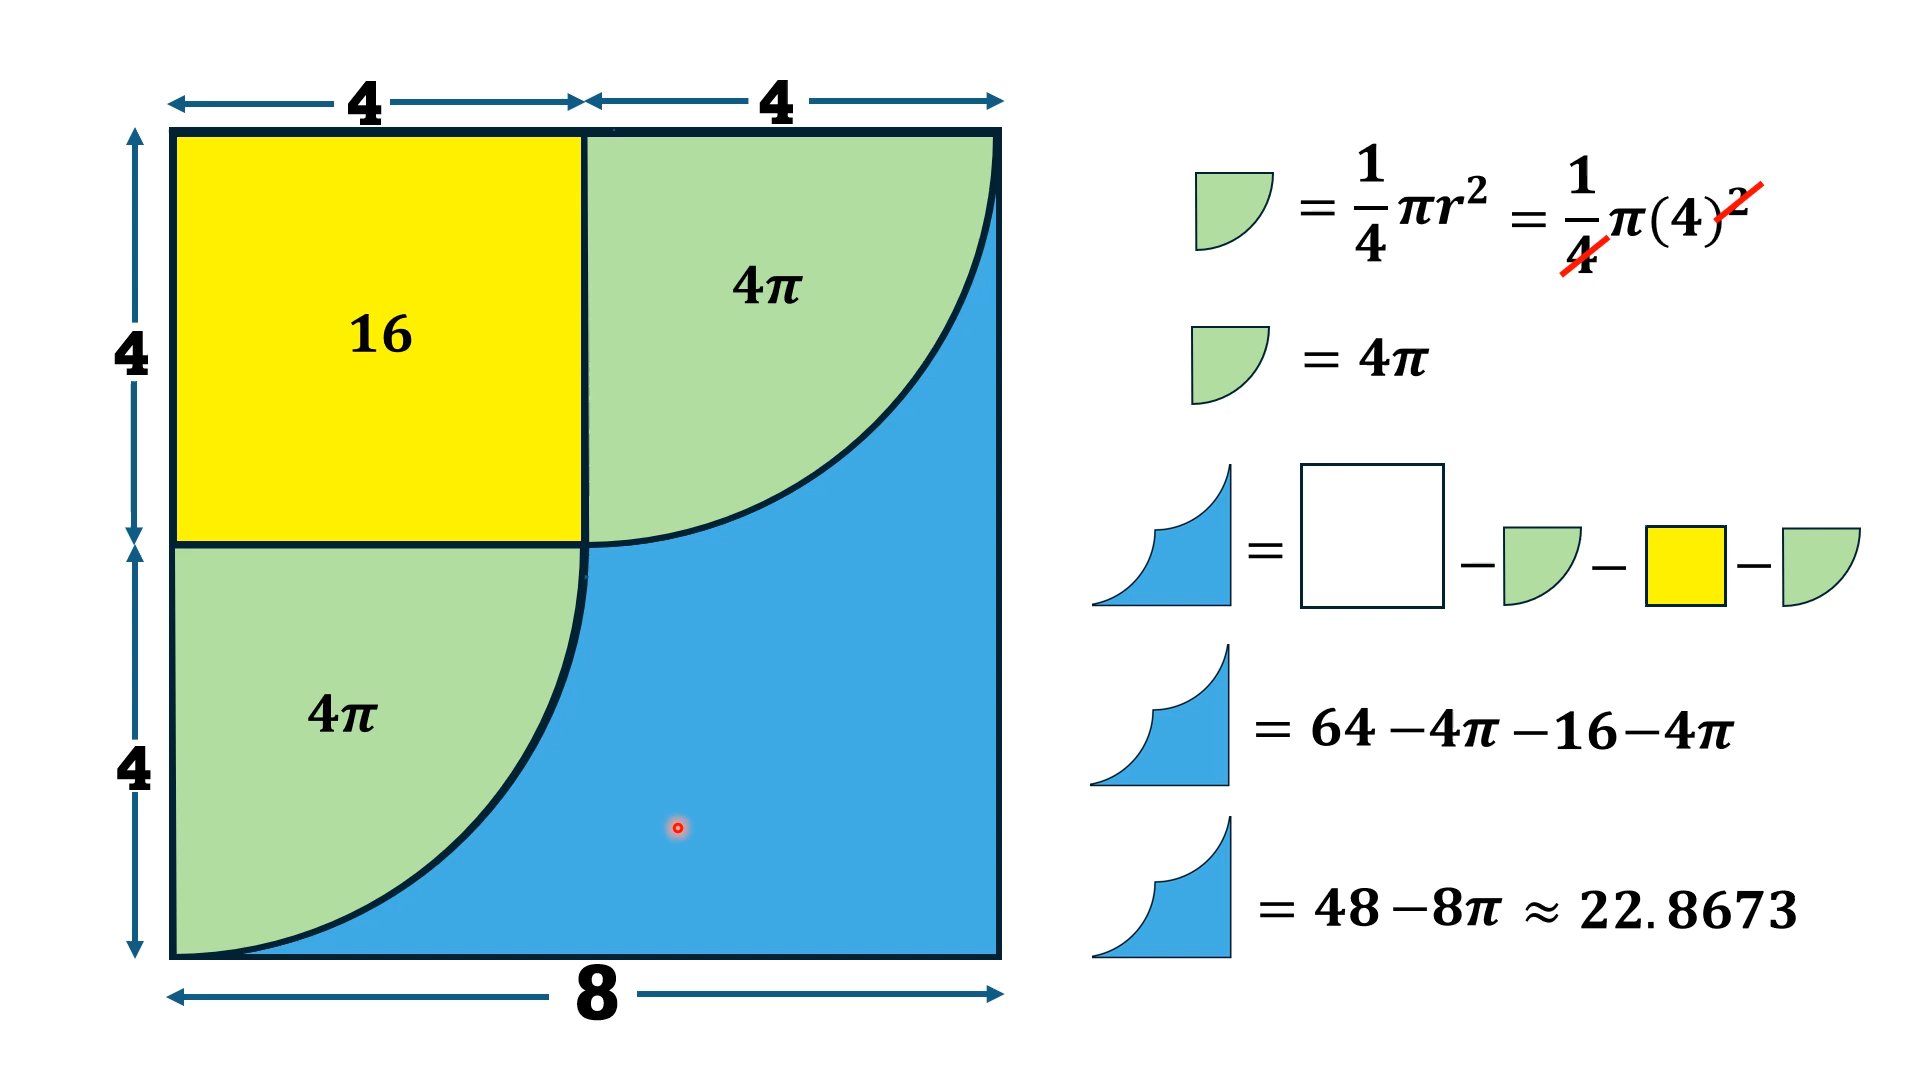 4 4
4
16
4π
4
4π
8
= 1/4 πr² = 1/4 π(4)²
= 4π
= − − −
= 64 − 4π − 16 − 4π
= 48 − 8π ≈ 22.8673